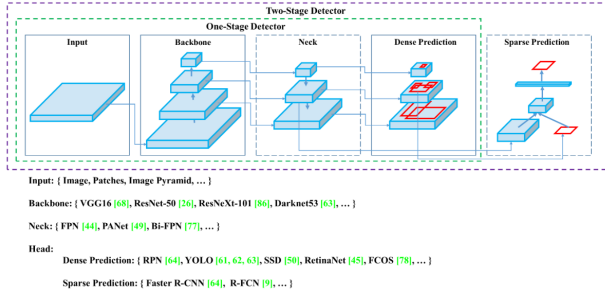 Two-Stage Detector
One-Stage Detector
Input
Backbone
Neck
Dense Prediction
Sparse Prediction
Input: { Image, Patches, Image Pyramid, … }
Backbone: { VGG16 [68], ResNet-50 [26], ResNeXt-101 [86], Darknet53 [63], … }
Neck: { FPN [44], PANet [49], Bi-FPN [77], … }
Head:
Dense Prediction: { RPN [64], YOLO [61, 62, 63], SSD [50], RetinaNet [45], FCOS [78], … }
Sparse Prediction: { Faster R-CNN [64], R-FCN [9], … }